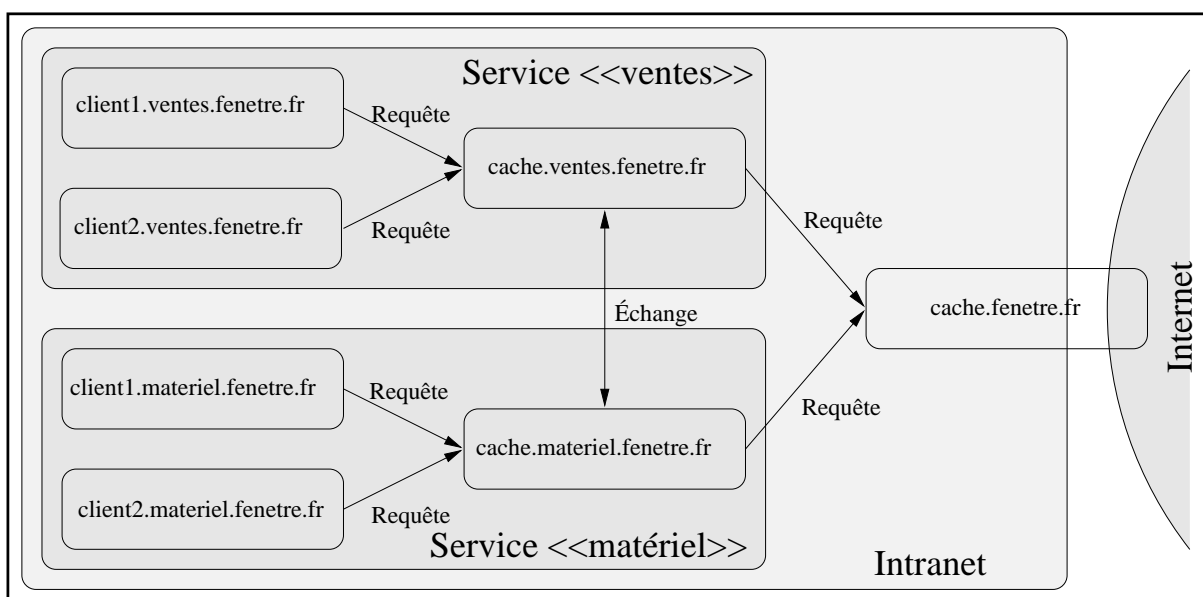 Service <<ventes>>
client1.ventes.fenetre.fr
Requête
cache.ventes.fenetre.fr
client2.ventes.fenetre.fr
Requête
Requête
cache.fenetre.fr
Internet
Échange
client1.materiel.fenetre.fr
Requête
Requête
cache.materiel.fenetre.fr
client2.materiel.fenetre.fr
Requête
Service <<matériel>>
Intranet